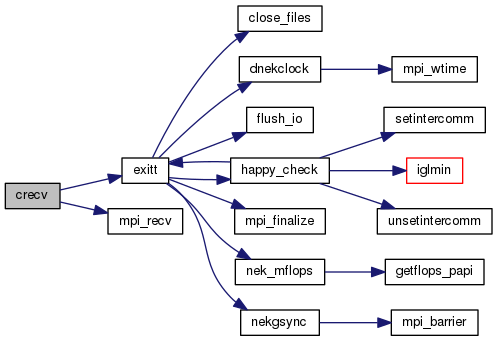 close_files
dnekclock
mpi_wtime
flush_io
setintercomm
exitt
happy_check
iglmin
crecv
mpi_recv
mpi_finalize
unsetintercomm
nek_mflops
getflops_papi
nekgsync
mpi_barrier